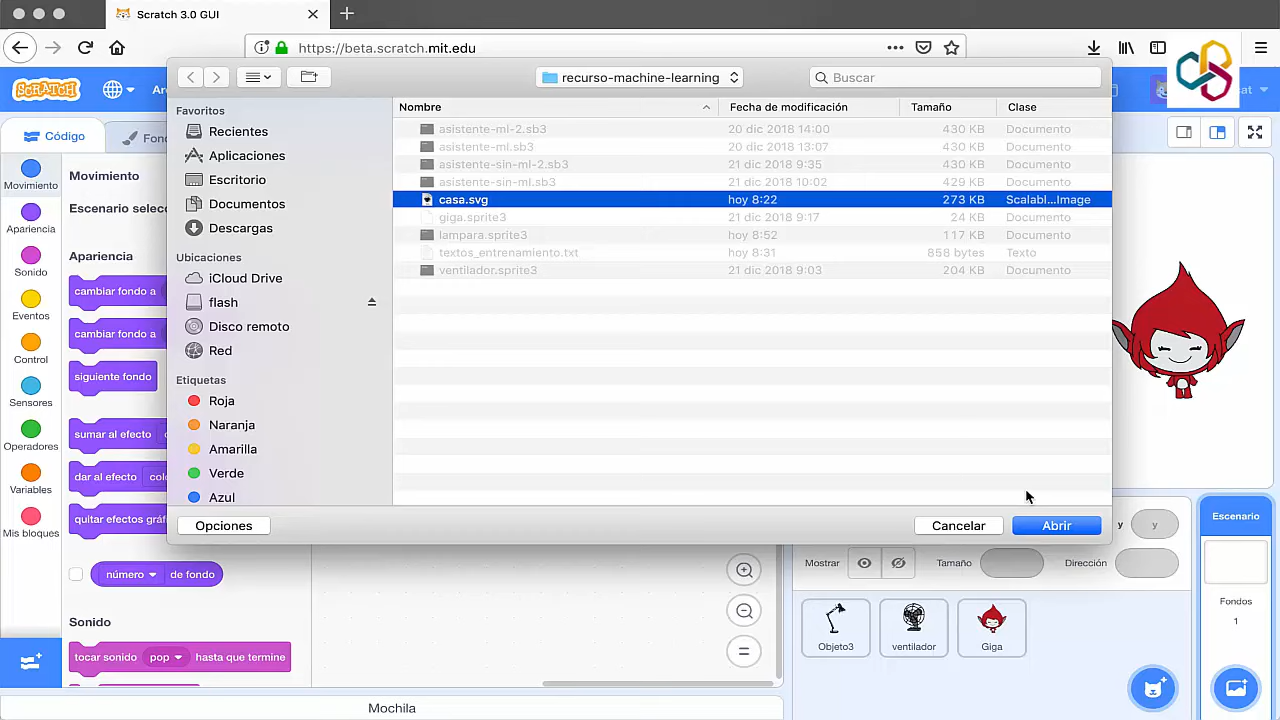 Scratch 3.0 GUI
https://beta.scratch.mit.edu
SCRATCH
Código
Movimiento
Apariencia
Sonido
Eventos
Control
Sensores
Operadores
Variables
Mis bloques
Movimiento
Apariencia
cambiar fondo a
cambiar fondo a
siguiente fondo
sumar al efecto
dar al efecto
número
de fondo
Sonido
tocar sonido pop hasta que termine
Mochila
recurso-machine-learning
Buscar
Favoritos
Recientes
Aplicaciones
Escritorio
Documentos
Descargas
Ubicaciones
iCloud Drive
flash
Disco remoto
Red
Etiquetas
Roja
Naranja
Amarilla
Verde
Azul
Nombre Fecha de modificación Tamaño Clase
asistente-ml-2.sb3 20 dic 2018 14:00 430 KB Documento
asistente-ml.sb3 20 dic 2018 13:07 430 KB Documento
asistente-sin-ml-2.sb3 21 dic 2018 9:35 430 KB Documento
asistente-sin-ml.sb3 21 dic 2018 10:02 429 KB Documento
casa.svg hoy 8:22 273 KB Scalabl...Image
giga.sprite3 21 dic 2018 9:17 24 KB Documento
lampara.sprite3 hoy 8:52 117 KB Documento
textos_entrenamiento.txt hoy 8:31 858 bytes Texto
ventilador.sprite3 21 dic 2018 9:03 204 KB Documento
Opciones
Cancelar
Abrir
y y
Mostrar Tamaño Dirección
Objeto3
ventilador
Giga
Escenario
Fondos
1